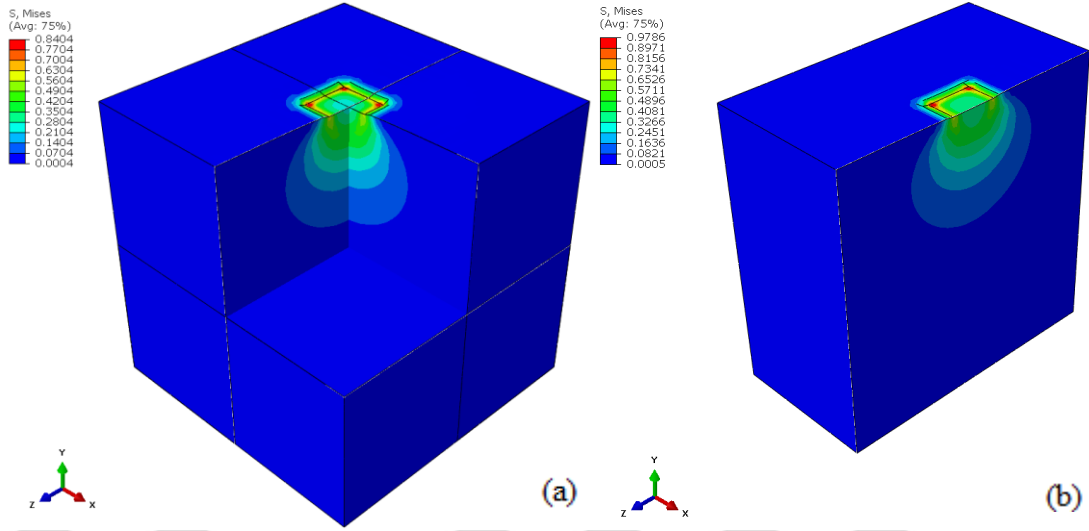 S, Mises
(Avg: 75%)
0.8404
0.7704
0.6304
0.5604
0.4904
0.4204
0.3504
0.2804
0.2104
0.1404
0.0704
0.0004
Y
Z
X
(a)
S, Mises
(Avg: 75%)
0.9786
0.8971
0.8156
0.7341
0.6526
0.5711
0.4896
0.4081
0.3266
0.2451
0.1636
0.0821
0.0005
Y
Z
X
(b)